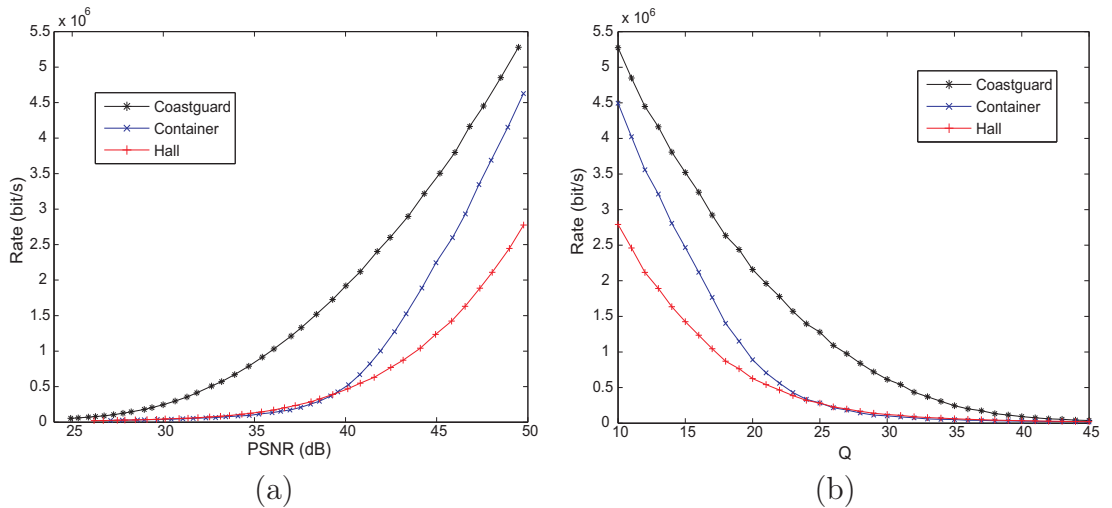 x 10^6
5.5
5
4.5
4
3.5
3
2.5
2
1.5
1
0.5
0
Rate (bit/s)
Coastguard
Container
Hall
25
30
35
40
45
50
PSNR (dB)
(a)
x 10^6
5.5
5
4.5
4
3.5
3
2.5
2
1.5
1
0.5
0
Rate (bit/s)
Coastguard
Container
Hall
10
15
20
25
30
35
40
45
Q
(b)